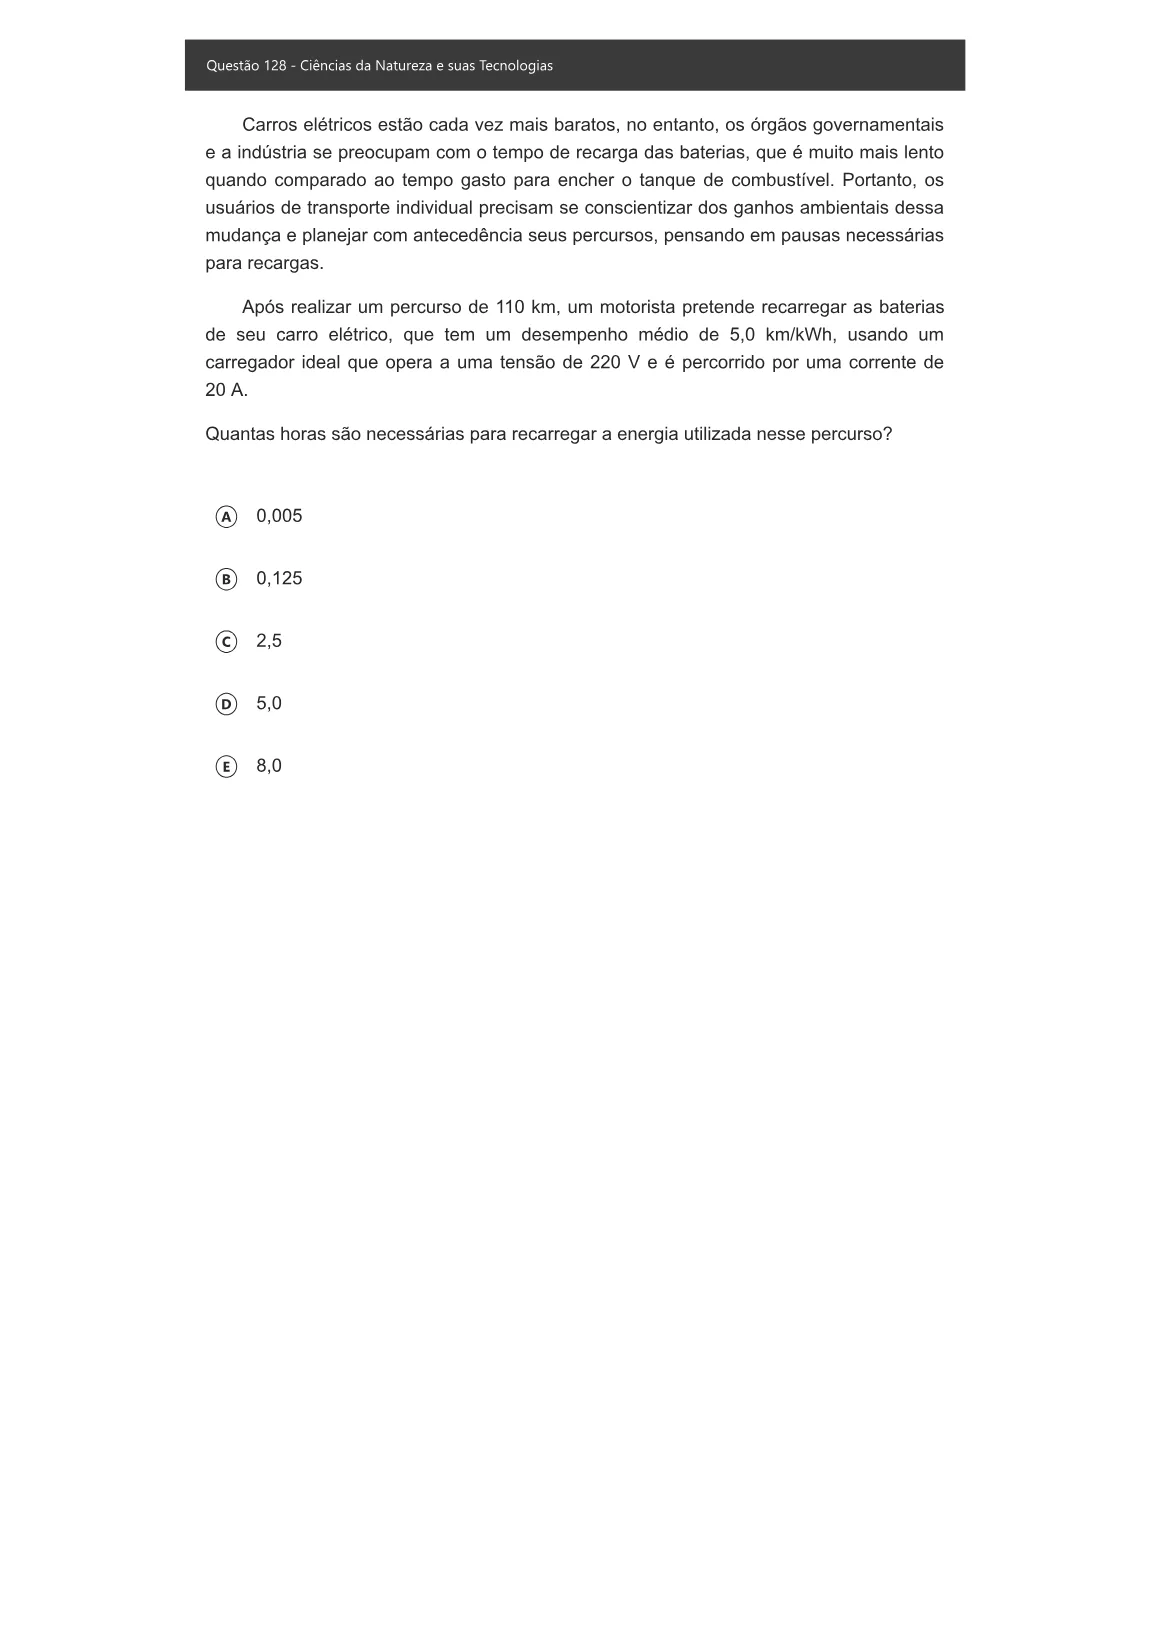 Questão 128 - Ciências da Natureza e suas Tecnologias
Carros elétricos estão cada vez mais baratos, no entanto, os órgãos governamentais
e a indústria se preocupam com o tempo de recarga das baterias, que é muito mais lento
quando comparado ao tempo gasto para encher o tanque de combustível. Portanto, os
usuários de transporte individual precisam se conscientizar dos ganhos ambientais dessa
mudança e planejar com antecedência seus percursos, pensando em pausas necessárias
para recargas.
Após realizar um percurso de 110 km, um motorista pretende recarregar as baterias
de seu carro elétrico, que tem um desempenho médio de 5,0 km/kWh, usando um
carregador ideal que opera a uma tensão de 220 V e é percorrido por uma corrente de
20 A.
Quantas horas são necessárias para recarregar a energia utilizada nesse percurso?
A 0,005
B 0,125
C 2,5
D 5,0
E 8,0